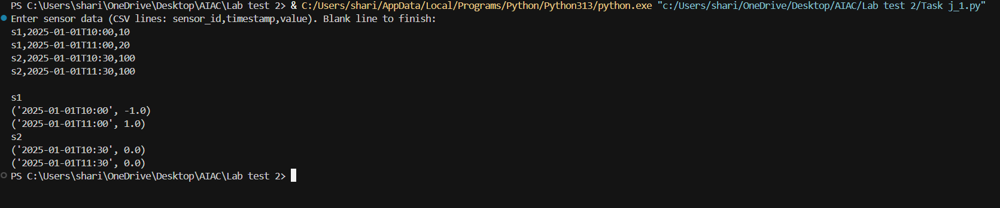 PS C:\Users\shari\OneDrive\Desktop\AIAC\Lab test 2> & C:/Users/shari/AppData/Local/Programs/Python/Python313/python.exe "c:/Users/shari/OneDrive/Desktop/AIAC/Lab test 2/Task j_1.py"
Enter sensor data (CSV lines: sensor_id,timestamp,value). Blank line to finish:
s1,2025-01-01T10:00,10
s1,2025-01-01T11:00,20
s2,2025-01-01T10:30,100
s2,2025-01-01T11:30,100

s1
('2025-01-01T10:00', -1.0)
('2025-01-01T11:00', 1.0)
s2
('2025-01-01T10:30', 0.0)
('2025-01-01T11:30', 0.0)
PS C:\Users\shari\OneDrive\Desktop\AIAC\Lab test 2>